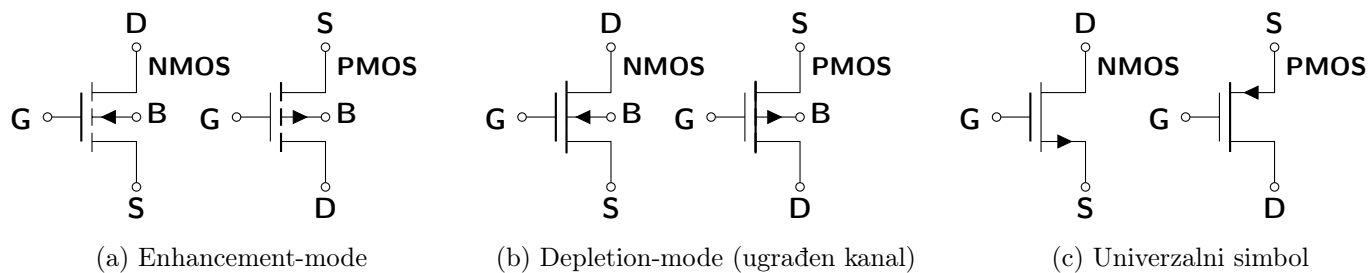 D S D S D S
NMOS PMOS NMOS PMOS NMOS PMOS
G B G B G B G B G G
S D S D S D
(a) Enhancement-mode (b) Depletion-mode (ugrađen kanal) (c) Univerzalni simbol